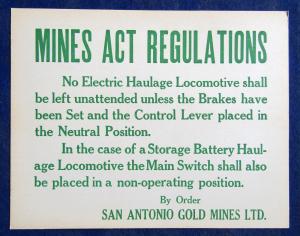 MINES ACT REGULATIONS
No Electric Haulage Locomotive shall
be left unattended unless the Brakes have
been Set and the Control Lever placed in
the Neutral Position.
In the case of a Storage Battery Haul-
age Locomotive the Main Switch shall also
be placed in a non-operating position.
By Order
SAN ANTONIO GOLD MINES LTD.